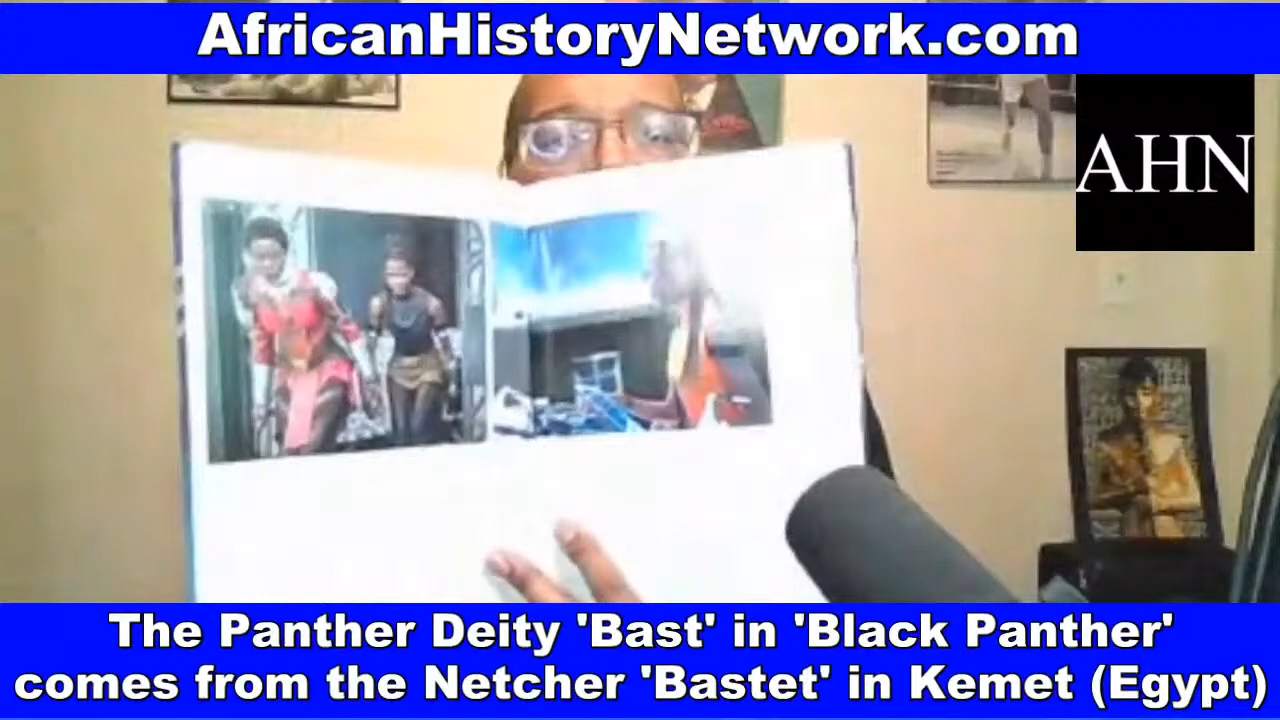 AfricanHistoryNetwork.com
AHN
The Panther Deity 'Bast' in 'Black Panther'
comes from the Netcher 'Bastet' in Kemet (Egypt)